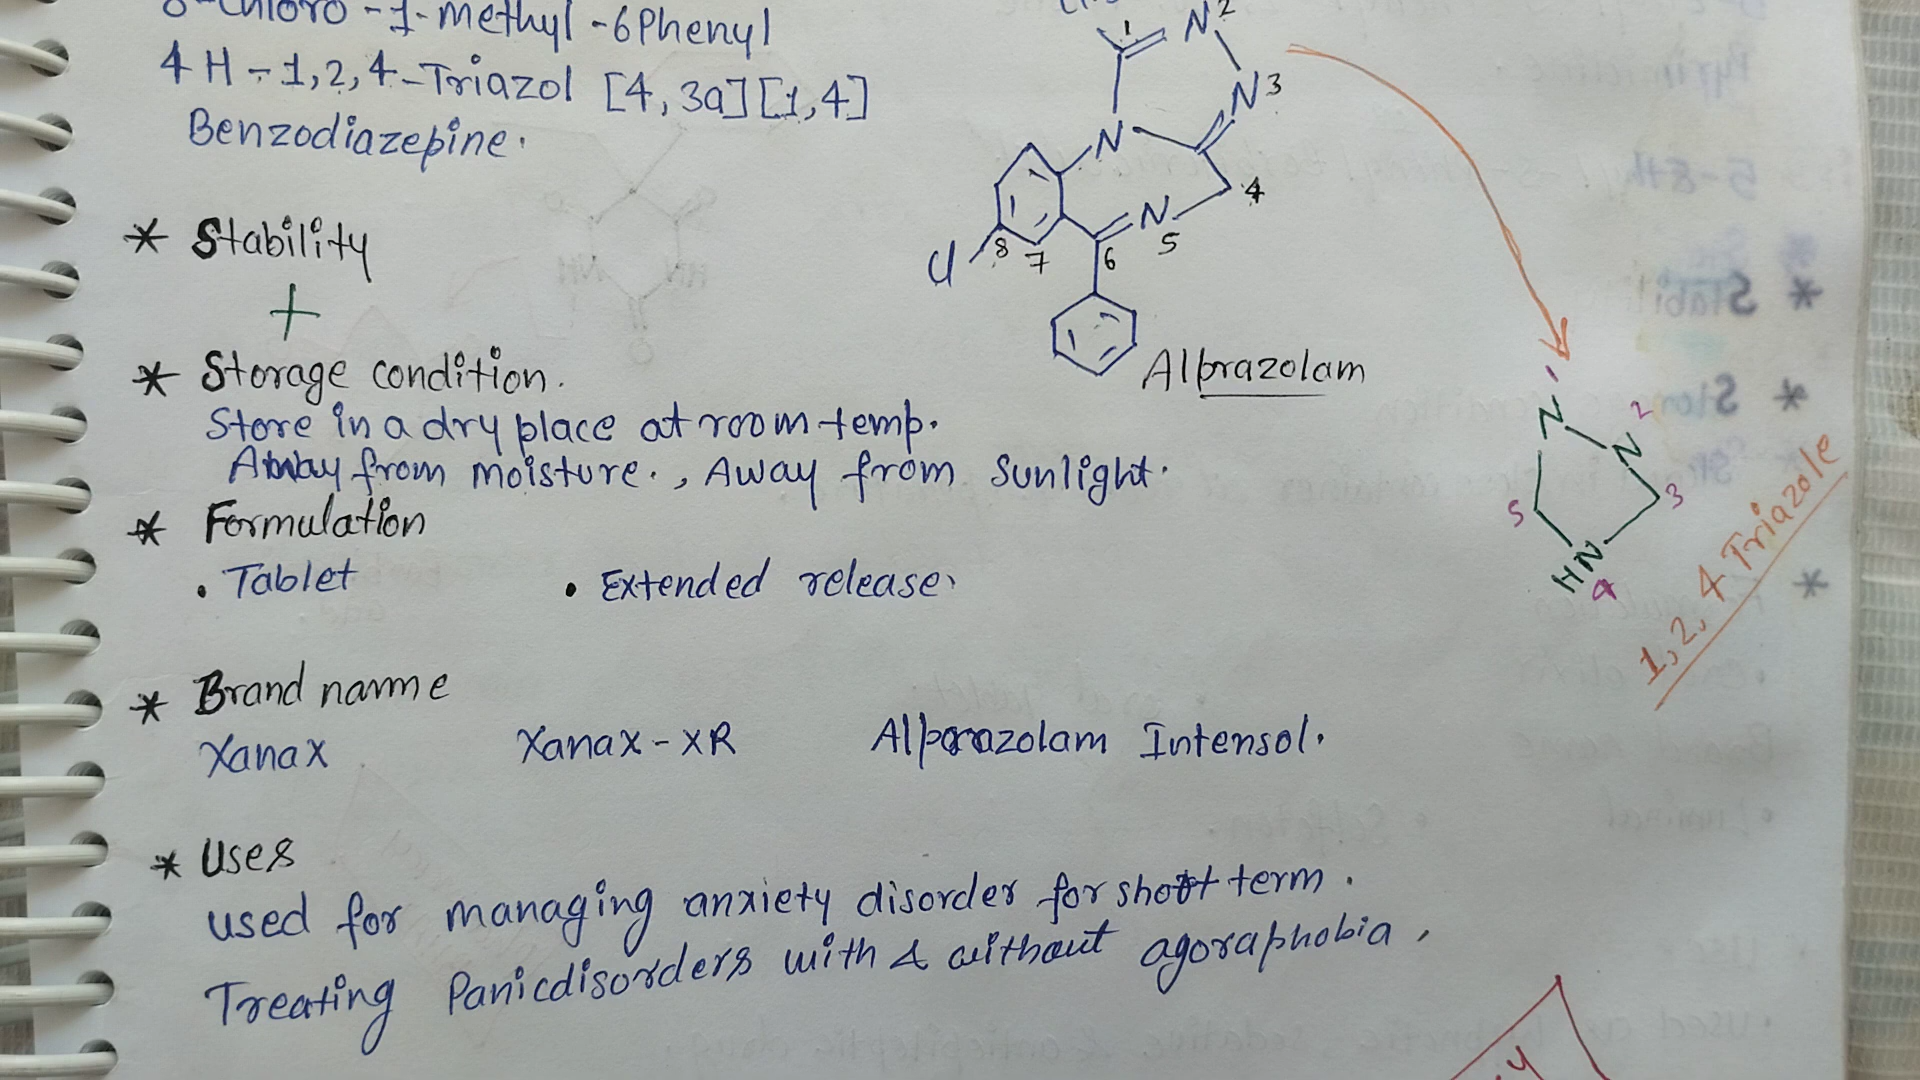 8-Chloro-1-methyl-6Phenyl
4H-1,2,4-Triazol [4,3a][1,4]
Benzodiazepine.
* Stability
+
* Storage condition.
Store in a dry place at room temp.
Away from moisture., Away from Sunlight.
* Formulation
• Tablet • Extended release.
* Brand name
Xanax Xanax-XR Alprazolam Intensol.
* Uses
used for managing anxiety disorder for short term.
Treating Panicdisorders with & without agoraphobia.
1
N 2
N 3
N
4
N
5
6
7
8
Cl
Alprazolam
1
N
N 2
3
HN
4
5
1,2,4 Triazole